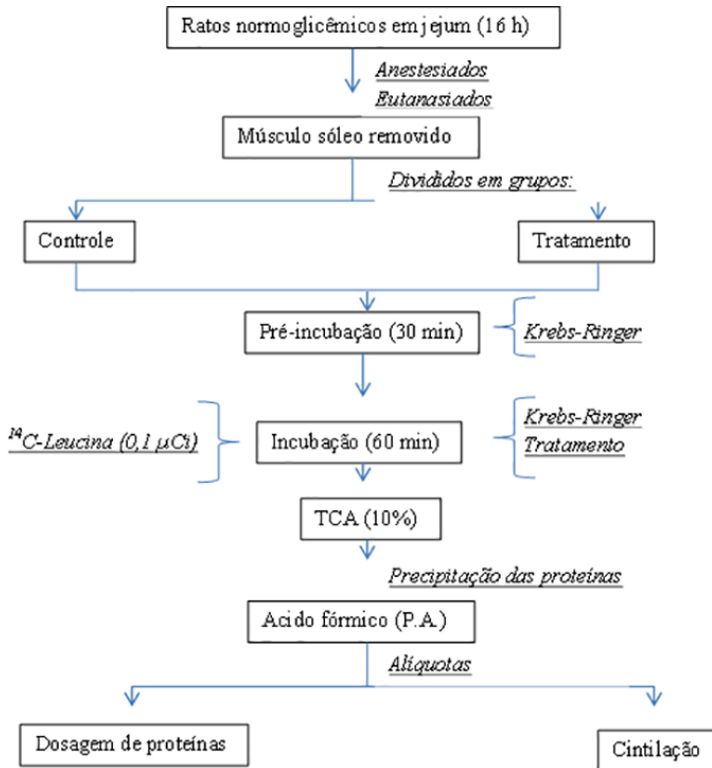 Ratos normoglicêmicos em jejum (16 h)
Anestesiados
Eutanasiados
Músculo sóleo removido
Divididos em grupos:
Controle
Tratamento
Pré-incubação (30 min)
Krebs-Ringer
¹⁴C-Leucina (0,1 µCi)
Incubação (60 min)
Krebs-Ringer
Tratamento
TCA (10%)
Precipitação das proteínas
Acido fórmico (P.A.)
Alíquotas
Dosagem de proteínas
Cintilação